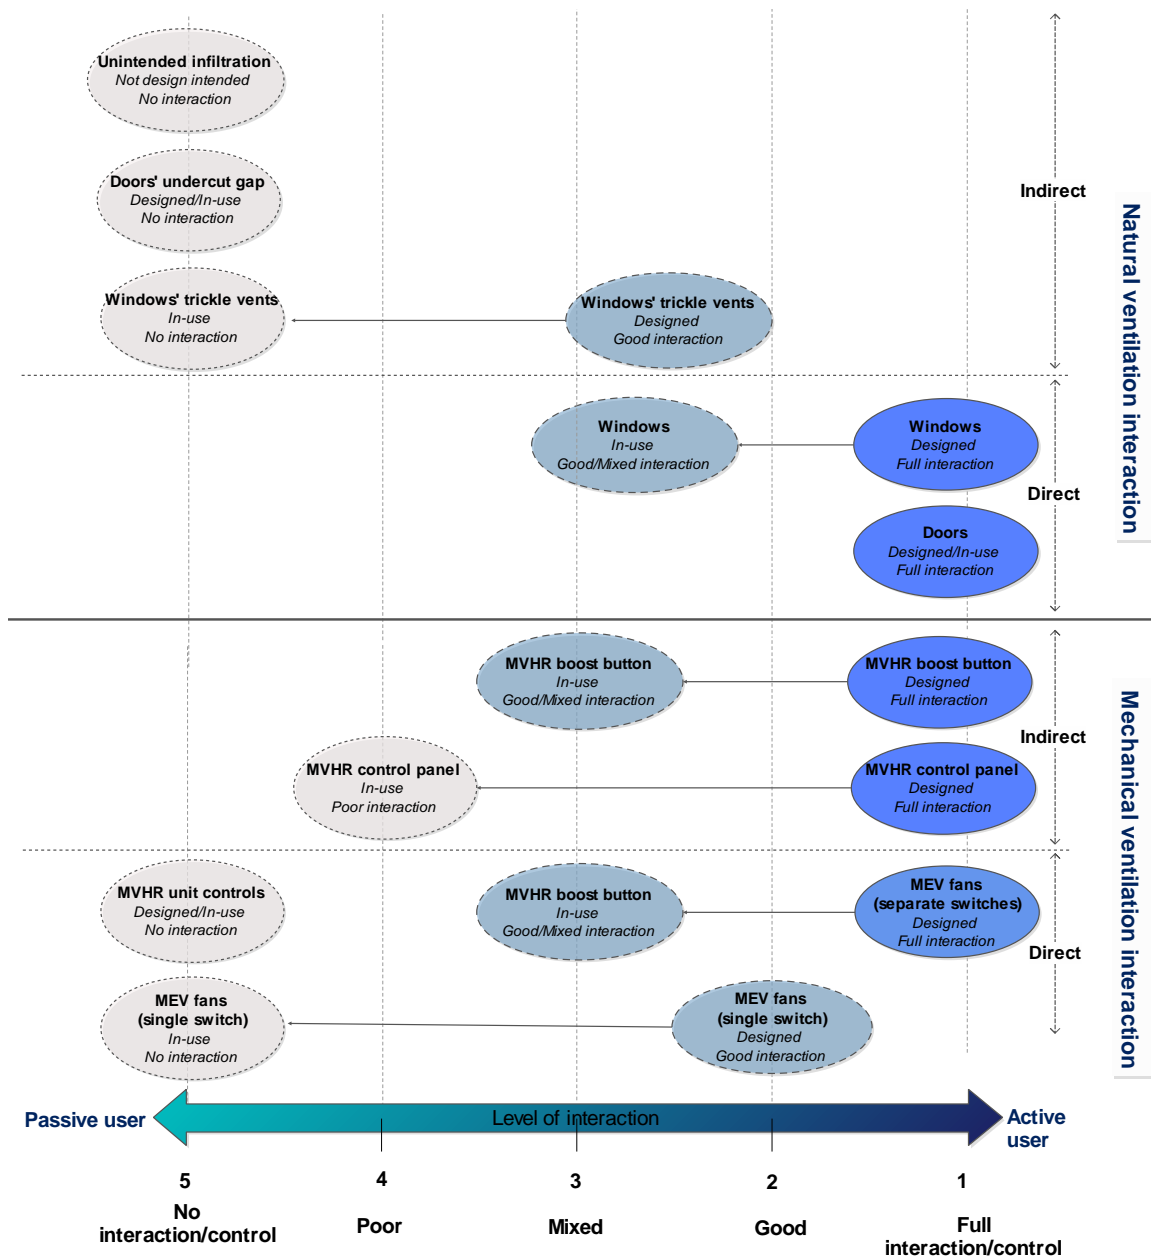 Unintended infiltration
Not design intended
No interaction
Doors' undercut gap
Designed/In-use
No interaction
Windows' trickle vents
In-use
No interaction
Windows' trickle vents
Designed
Good interaction
Indirect
Windows
In-use
Good/Mixed interaction
Windows
Designed
Full interaction
Doors
Designed/In-use
Full interaction
Direct
Natural ventilation interaction
MVHR boost button
In-use
Good/Mixed interaction
MVHR boost button
Designed
Full interaction
MVHR control panel
In-use
Poor interaction
MVHR control panel
Designed
Full interaction
Indirect
MVHR unit controls
Designed/In-use
No interaction
MVHR boost button
In-use
Good/Mixed interaction
MEV fans
(separate switches)
Designed
Full interaction
MEV fans
(single switch)
In-use
No interaction
MEV fans
(single switch)
Designed
Good interaction
Direct
Mechanical ventilation interaction
Passive user
Level of interaction
Active
user
5
4
3
2
1
No
interaction/control
Poor
Mixed
Good
Full
interaction/control